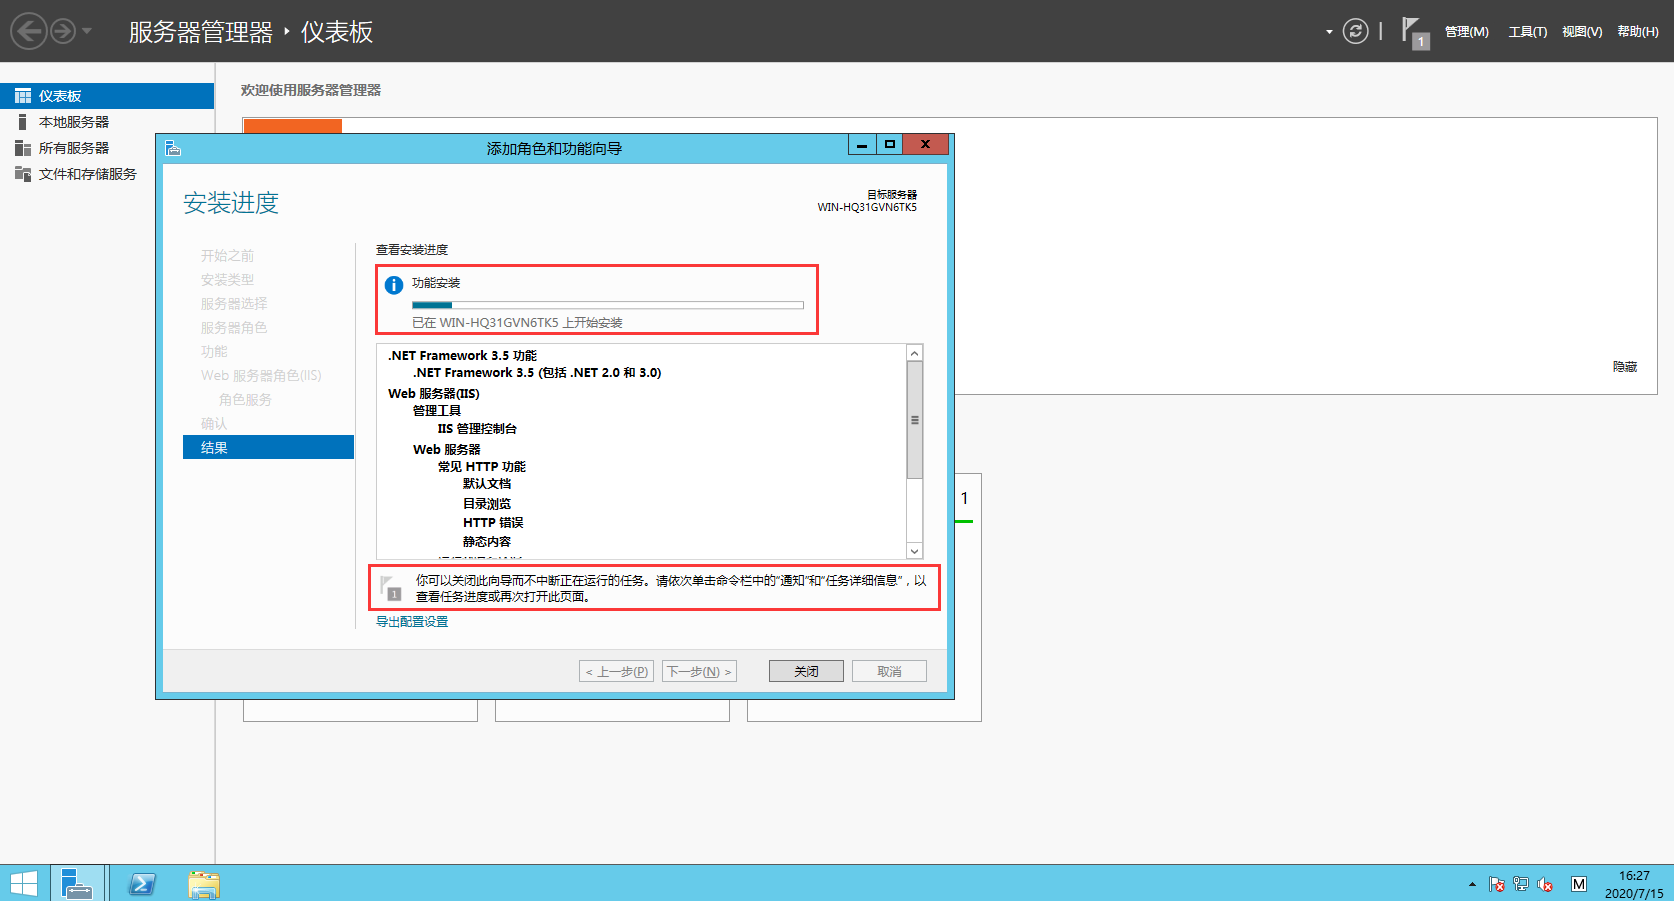 服务器管理器 ‣ 仪表板
1
管理(M)
工具(T)
视图(V)
帮助(H)
仪表板
本地服务器
所有服务器
文件和存储服务
欢迎使用服务器管理器
隐藏
1
添加角色和功能向导
安装进度
目标服务器
WIN-HQ31GVN6TK5
开始之前
安装类型
服务器选择
服务器角色
功能
Web 服务器角色(IIS)
角色服务
确认
结果
查看安装进度
功能安装
已在 WIN-HQ31GVN6TK5 上开始安装
.NET Framework 3.5 功能
.NET Framework 3.5 (包括 .NET 2.0 和 3.0)
Web 服务器(IIS)
管理工具
IIS 管理控制台
Web 服务器
常见 HTTP 功能
默认文档
目录浏览
HTTP 错误
静态内容
1
你可以关闭此向导而不中断正在运行的任务。请依次单击命令栏中的“通知”和“任务详细信息”，以
查看任务进度或再次打开此页面。
导出配置设置
< 上一步(P)
下一步(N) >
关闭
取消
M
16:27
2020/7/15